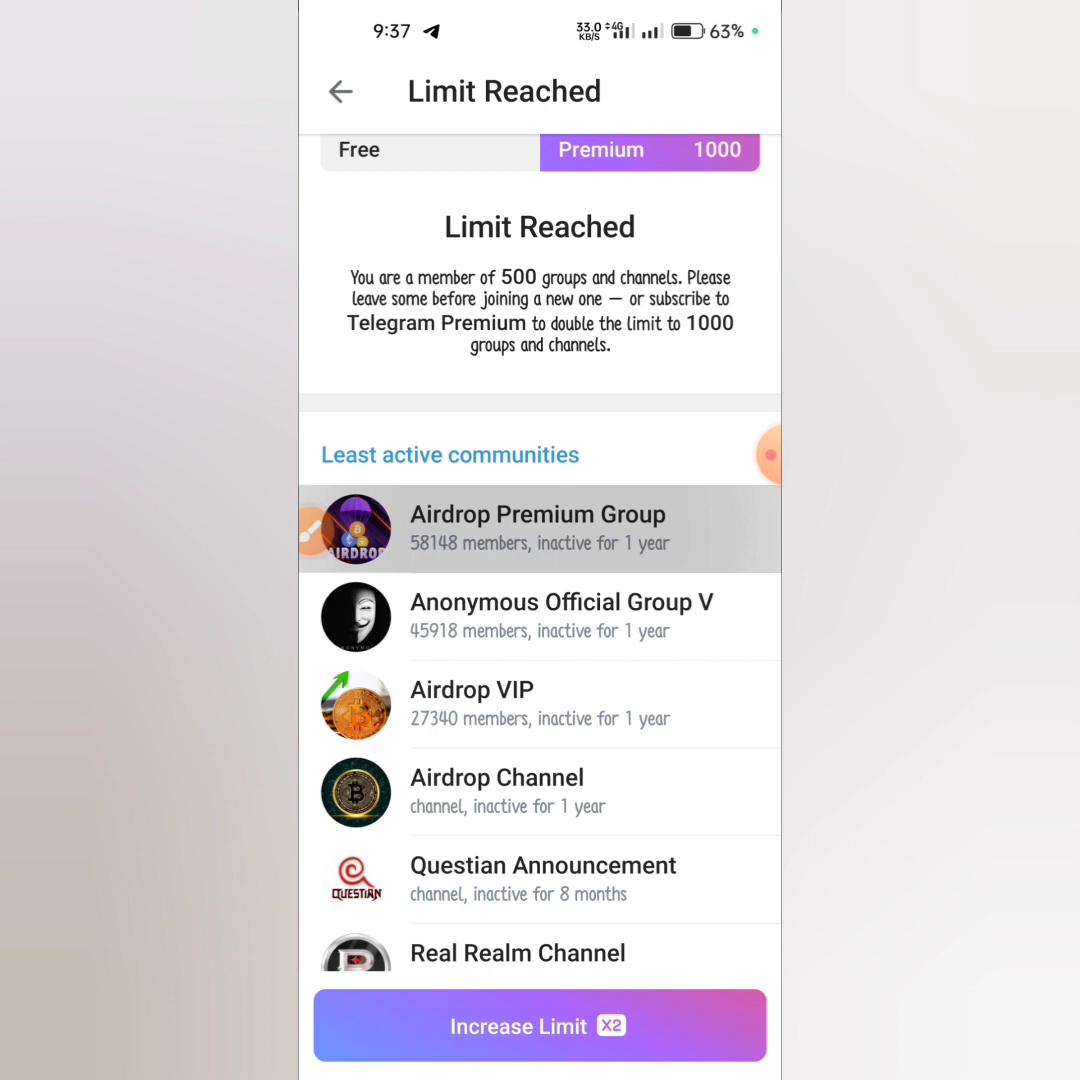 9:37
33.0 KB/S 4G 63%
Limit Reached
Free Premium 1000
Limit Reached
You are a member of 500 groups and channels. Please
leave some before joining a new one — or subscribe to
Telegram Premium to double the limit to 1000
groups and channels.
Least active communities
AIRDROP
Airdrop Premium Group
58148 members, inactive for 1 year
Anonymous Official Group V
45918 members, inactive for 1 year
Airdrop VIP
27340 members, inactive for 1 year
Airdrop Channel
channel, inactive for 1 year
QUESTIAN
Questian Announcement
channel, inactive for 8 months
Real Realm Channel
Increase Limit X2